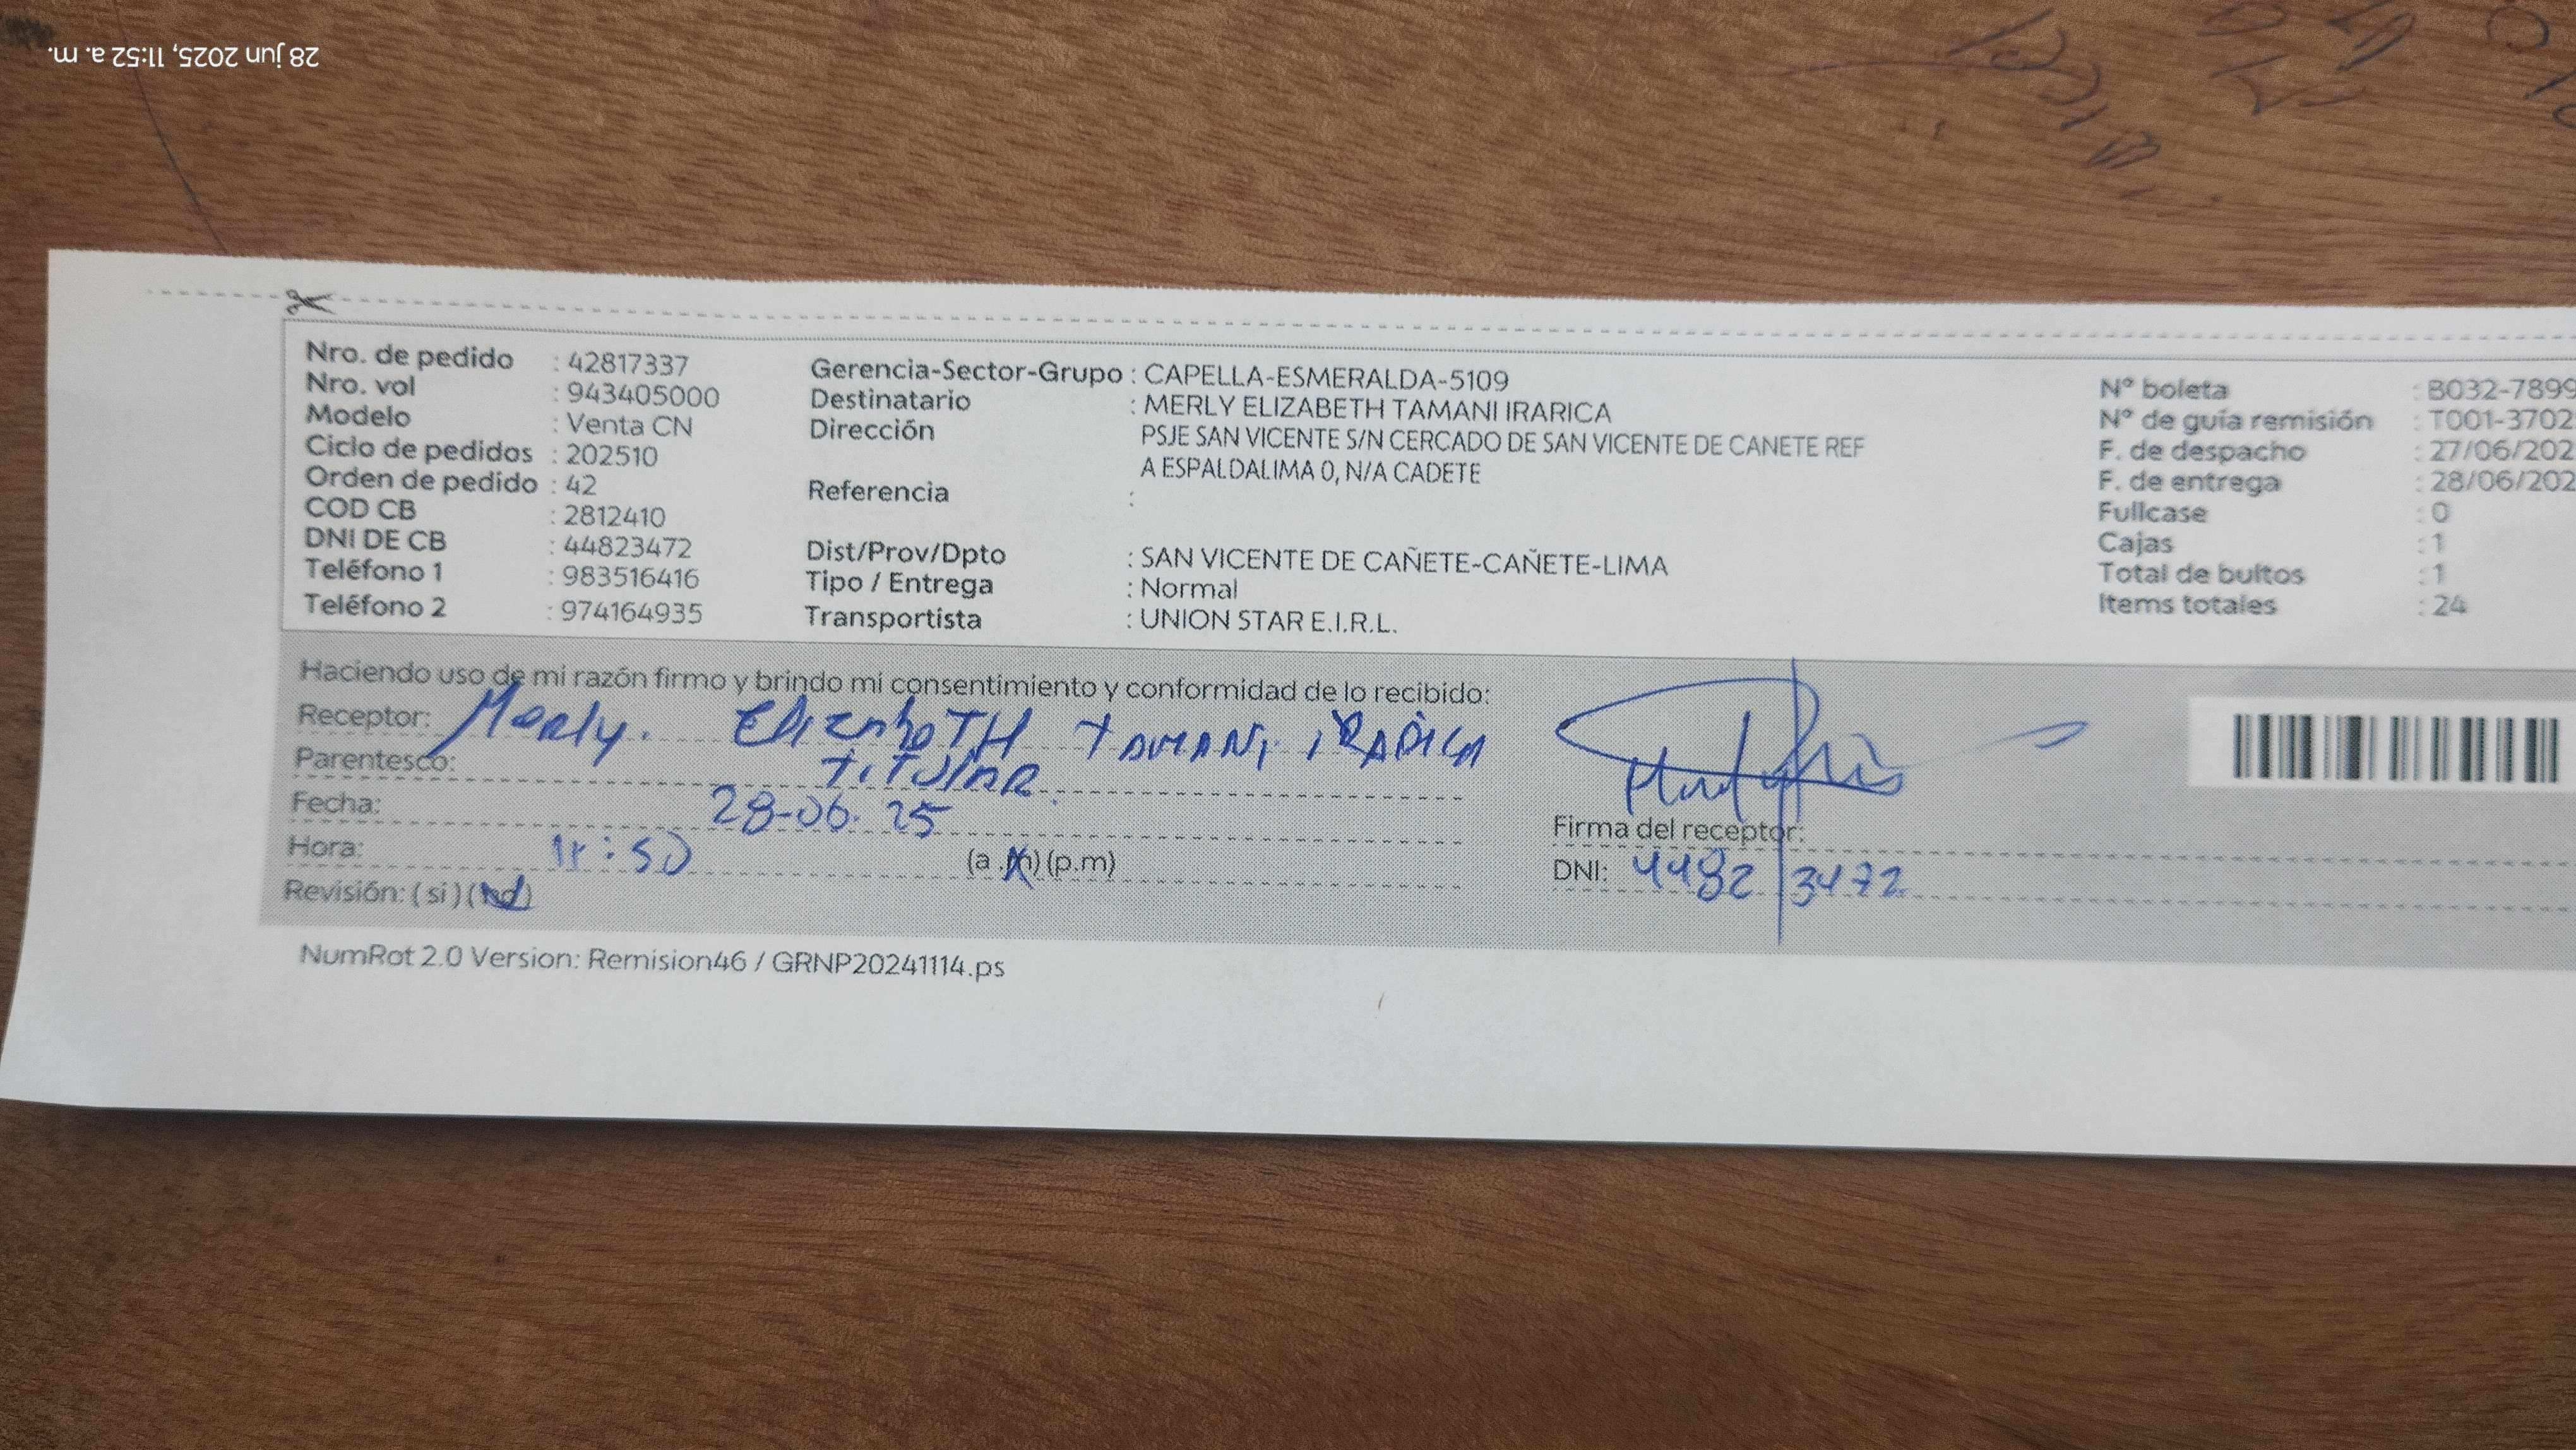 28 jun 2025, 11:52 a. m.
Nro. de pedido : 42817337
Nro. vol : 943405000
Modelo : Venta CN
Ciclo de pedidos : 202510
Orden de pedido : 42
COD CB : 2812410
DNI DE CB : 44823472
Teléfono 1 : 983516416
Teléfono 2 : 974164935
Gerencia-Sector-Grupo : CAPELLA-ESMERALDA-5109
Destinatario : MERLY ELIZABETH TAMANI IRARICA
Dirección PSJE SAN VICENTE S/N CERCADO DE SAN VICENTE DE CANETE REF
A ESPALDALIMA 0, N/A CADETE
Referencia :
Dist/Prov/Dpto : SAN VICENTE DE CAÑETE-CAÑETE-LIMA
Tipo / Entrega : Normal
Transportista : UNION STAR E.I.R.L.
N° boleta : B032-7899
N° de guía remisión : T001-3702
F. de despacho : 27/06/202
F. de entrega : 28/06/202
Fullcase : 0
Cajas : 1
Total de bultos : 1
Items totales : 24
Haciendo uso de mi razón firmo y brindo mi consentimiento y conformidad de lo recibido:
Receptor: Merly. ElizabeTH TAMANi iRARICA
Parentesco: TiTUlAR.
Fecha: 28-06-25
Hora: 11:50 (a.m) (p.m)
Revisión: (si) (no)
Firma del receptor:
DNI: 4482 3472
NumRot 2.0 Version: Remision46 / GRNP20241114.ps